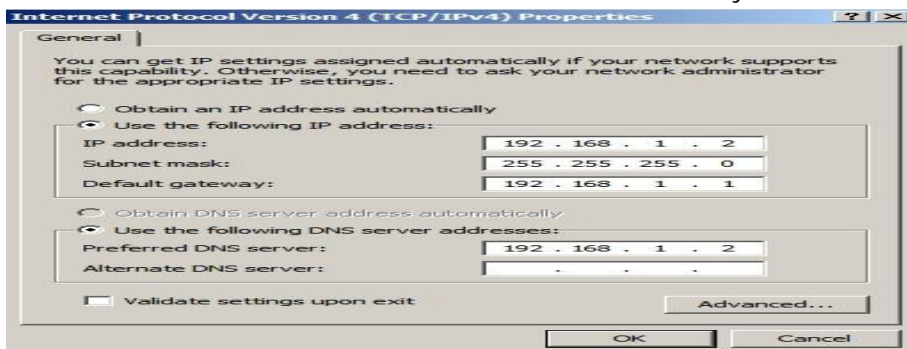 Internet Protocol Version 4 (TCP/IPv4) Properties
General
You can get IP settings assigned automatically if your network supports
this capability. Otherwise, you need to ask your network administrator
for the appropriate IP settings.
Obtain an IP address automatically
Use the following IP address:
IP address: 192 . 168 . 1 . 2
Subnet mask: 255 . 255 . 255 . 0
Default gateway: 192 . 168 . 1 . 1
Obtain DNS server address automatically
Use the following DNS server addresses:
Preferred DNS server: 192 . 168 . 1 . 2
Alternate DNS server: . . .
Validate settings upon exit
Advanced...
OK Cancel